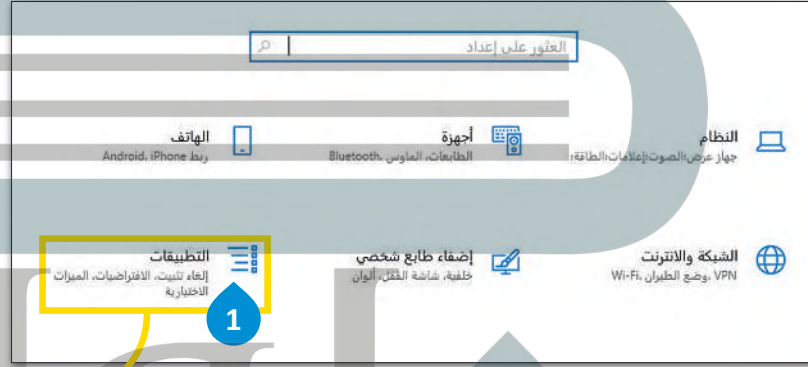 العثور على إعداد
النظام
جهاز عرض، الصوت، إعلامات، الطاقة
أجهزة
الطابعات، الماوس، Bluetooth
الهاتف
ربط Android، iPhone
الشبكة والانترنت
VPN، وضع الطيران، Wi-Fi
إضفاء طابع شخصي
خلفية، شاشة القفل، ألوان
التطبيقات
إلغاء تثبيت، الافتراضيات، الميزات
الاختيارية
1